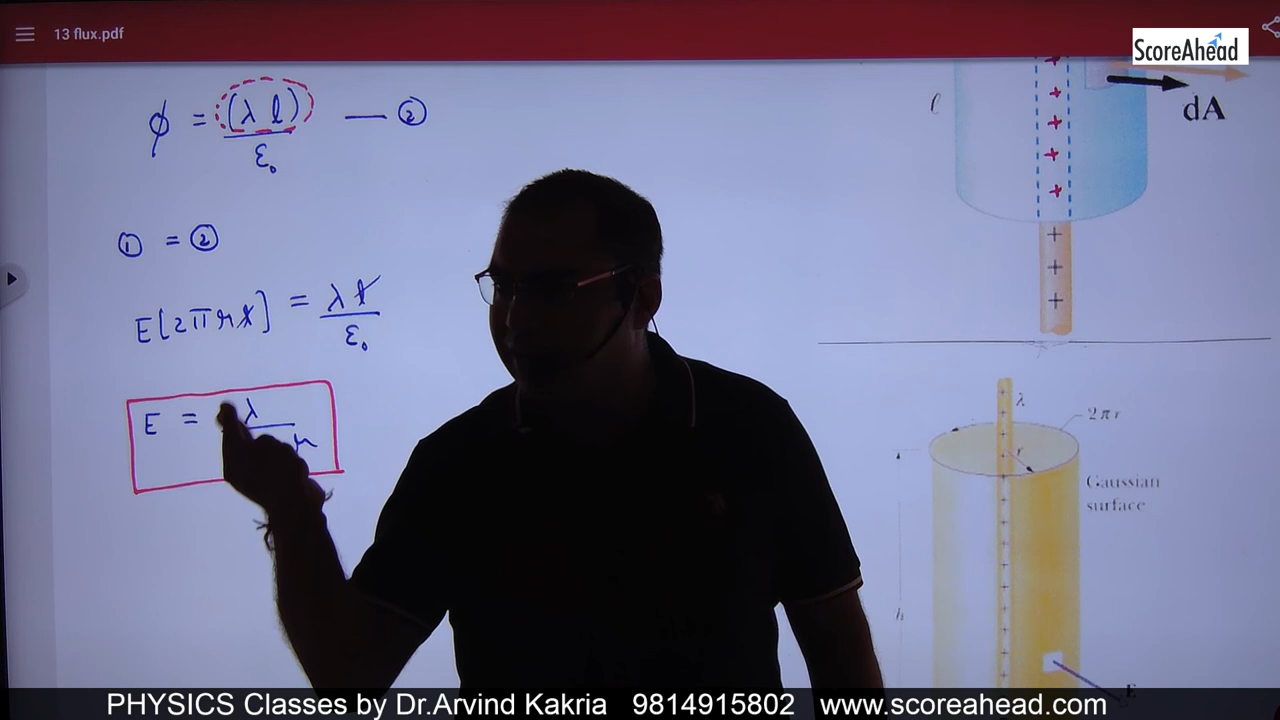 13 flux.pdf
ScoreAhead
ϕ = (λ l) / ε₀ — ②
① = ②
E[2πrl] = λl / ε₀
E = λ / r
l
dA
λ
2πr
r
Gaussian
surface
h
E
PHYSICS Classes by Dr.Arvind Kakria 9814915802 www.scoreahead.com